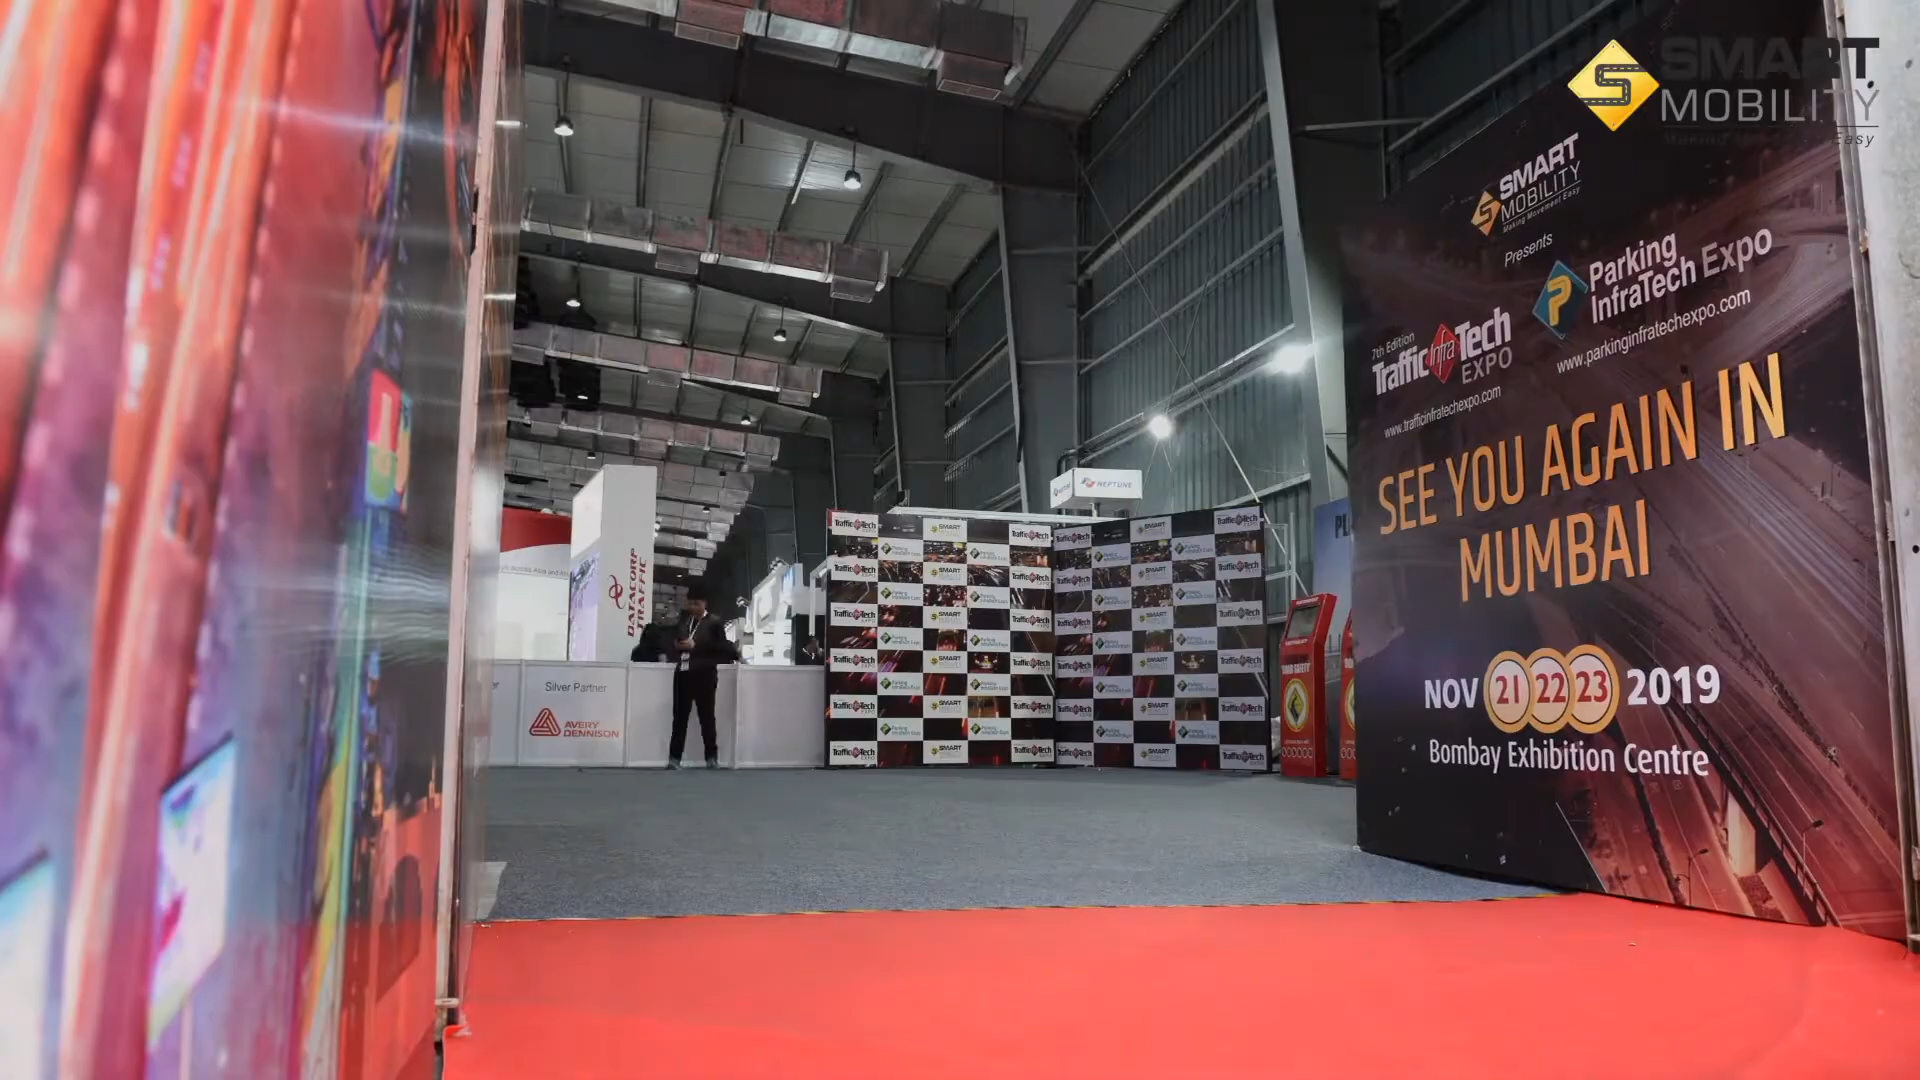 SMART
MOBILITY
Easy
SMART
MOBILITY
Making Movement Easy
Presents
7th Edition
Traffic Infra Tech
EXPO
www.trafficinfratechexpo.com
Parking
InfraTech Expo
www.parkinginfratechexpo.com
SEE YOU AGAIN IN
MUMBAI
NOV 21 22 23 2019
Bombay Exhibition Centre
NEPTUNE
DATACORP
TRAFFIC
Silver Partner
AVERY
DENNISON